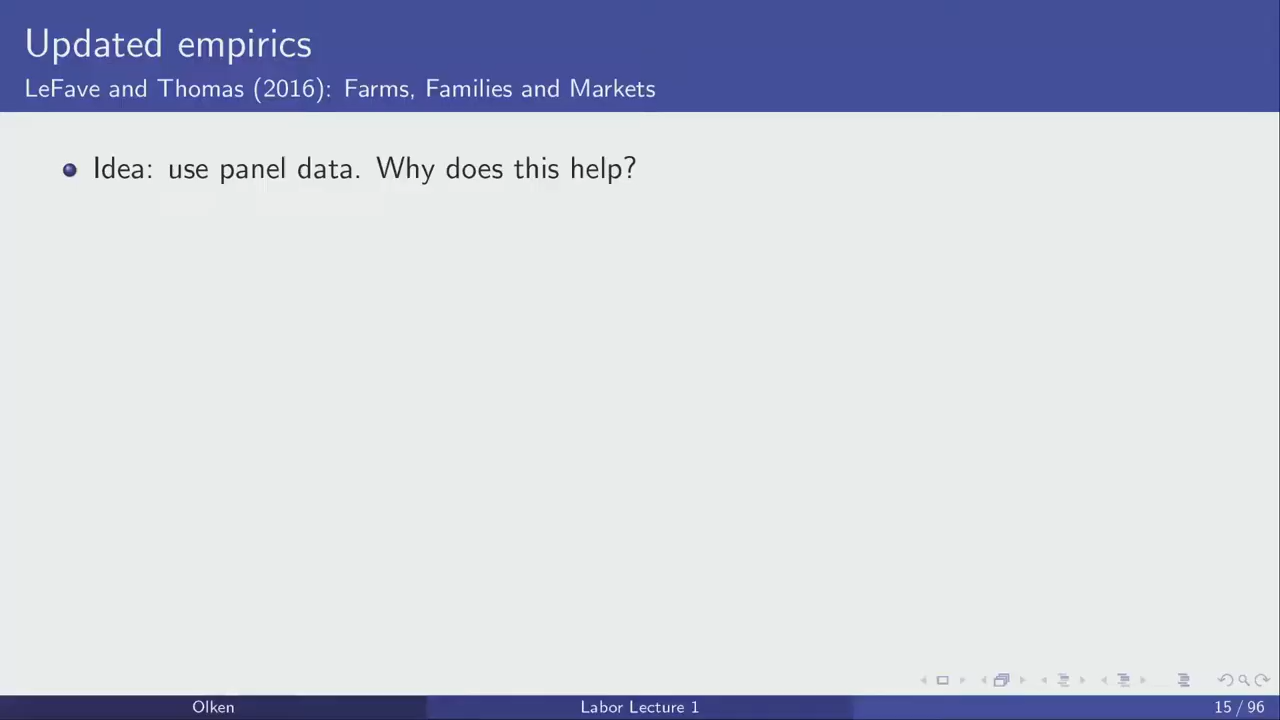 Updated empirics
LeFave and Thomas (2016): Farms, Families and Markets
Idea: use panel data. Why does this help?
Olken
Labor Lecture 1
15 / 96